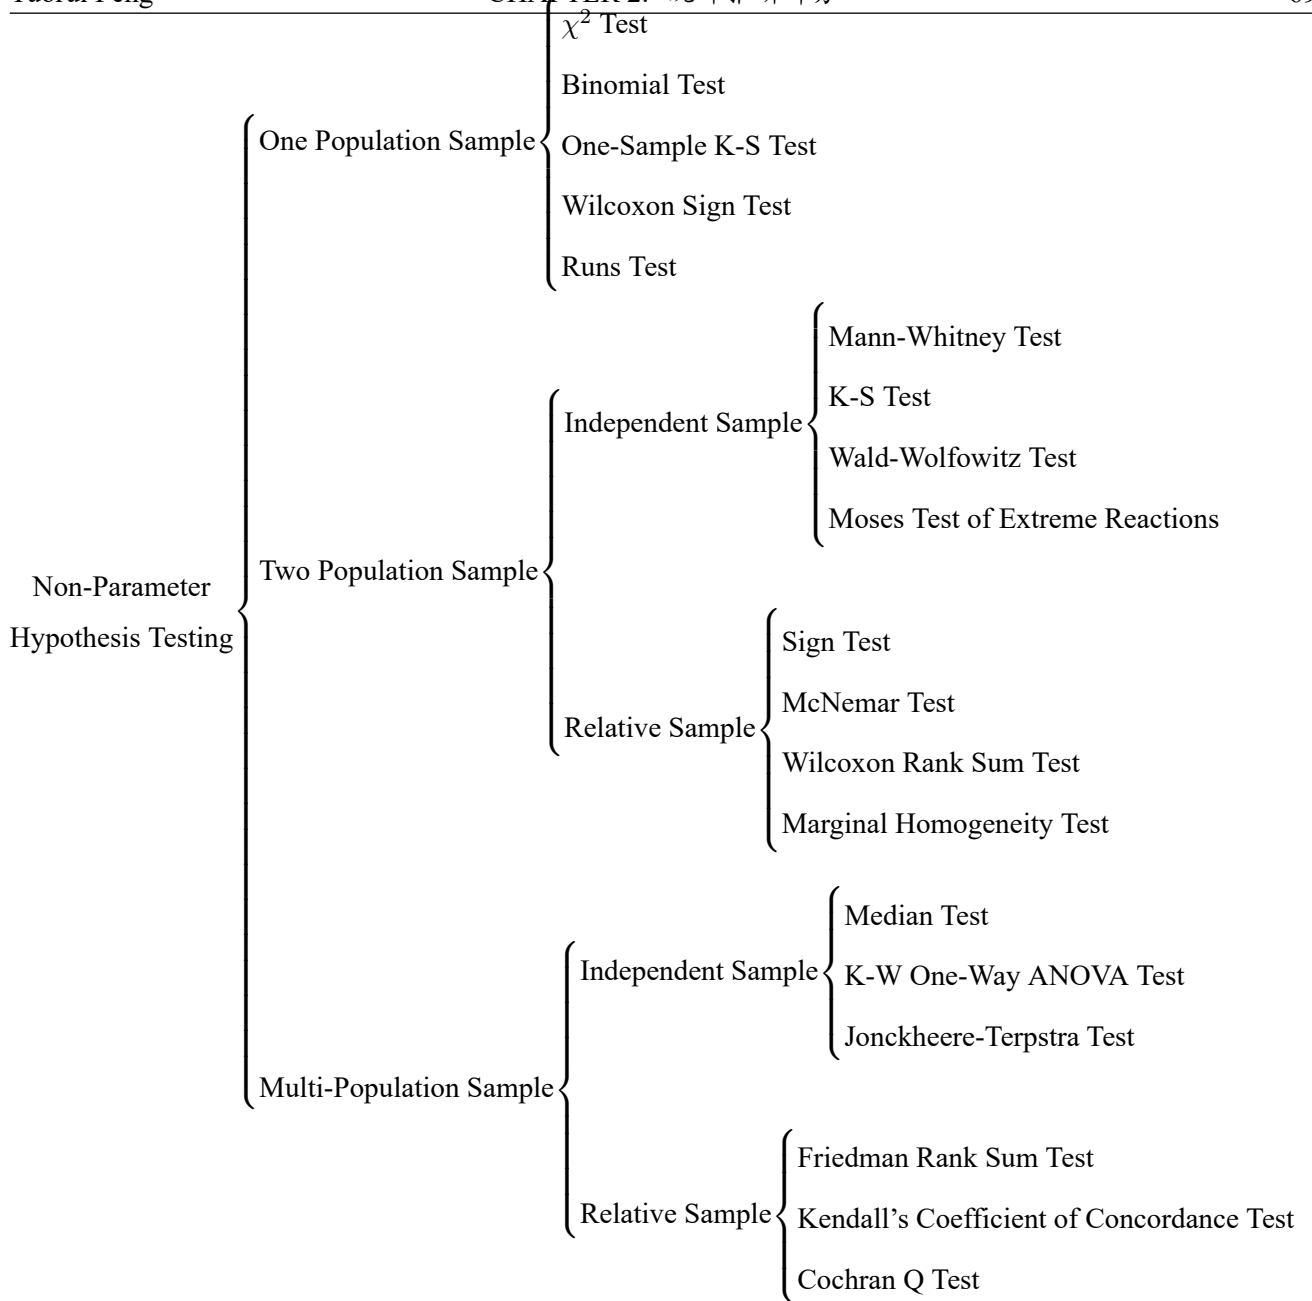 CHAPTER 2.
χ² Test
Binomial Test
One Population Sample
One-Sample K-S Test
Wilcoxon Sign Test
Runs Test
Mann-Whitney Test
K-S Test
Independent Sample
Wald-Wolfowitz Test
Moses Test of Extreme Reactions
Two Population Sample
Non-Parameter
Hypothesis Testing
Sign Test
McNemar Test
Relative Sample
Wilcoxon Rank Sum Test
Marginal Homogeneity Test
Median Test
Independent Sample
K-W One-Way ANOVA Test
Jonckheere-Terpstra Test
Multi-Population Sample
Friedman Rank Sum Test
Relative Sample
Kendall's Coefficient of Concordance Test
Cochran Q Test